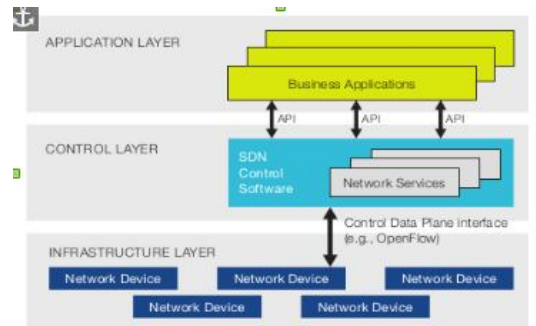 APPLICATION LAYER
Business Applications
API
API
API
CONTROL LAYER
SDN
Control
Software
Network Services
Control Data Plane interface
(e.g., OpenFlow)
INFRASTRUCTURE LAYER
Network Device
Network Device
Network Device
Network Device
Network Device